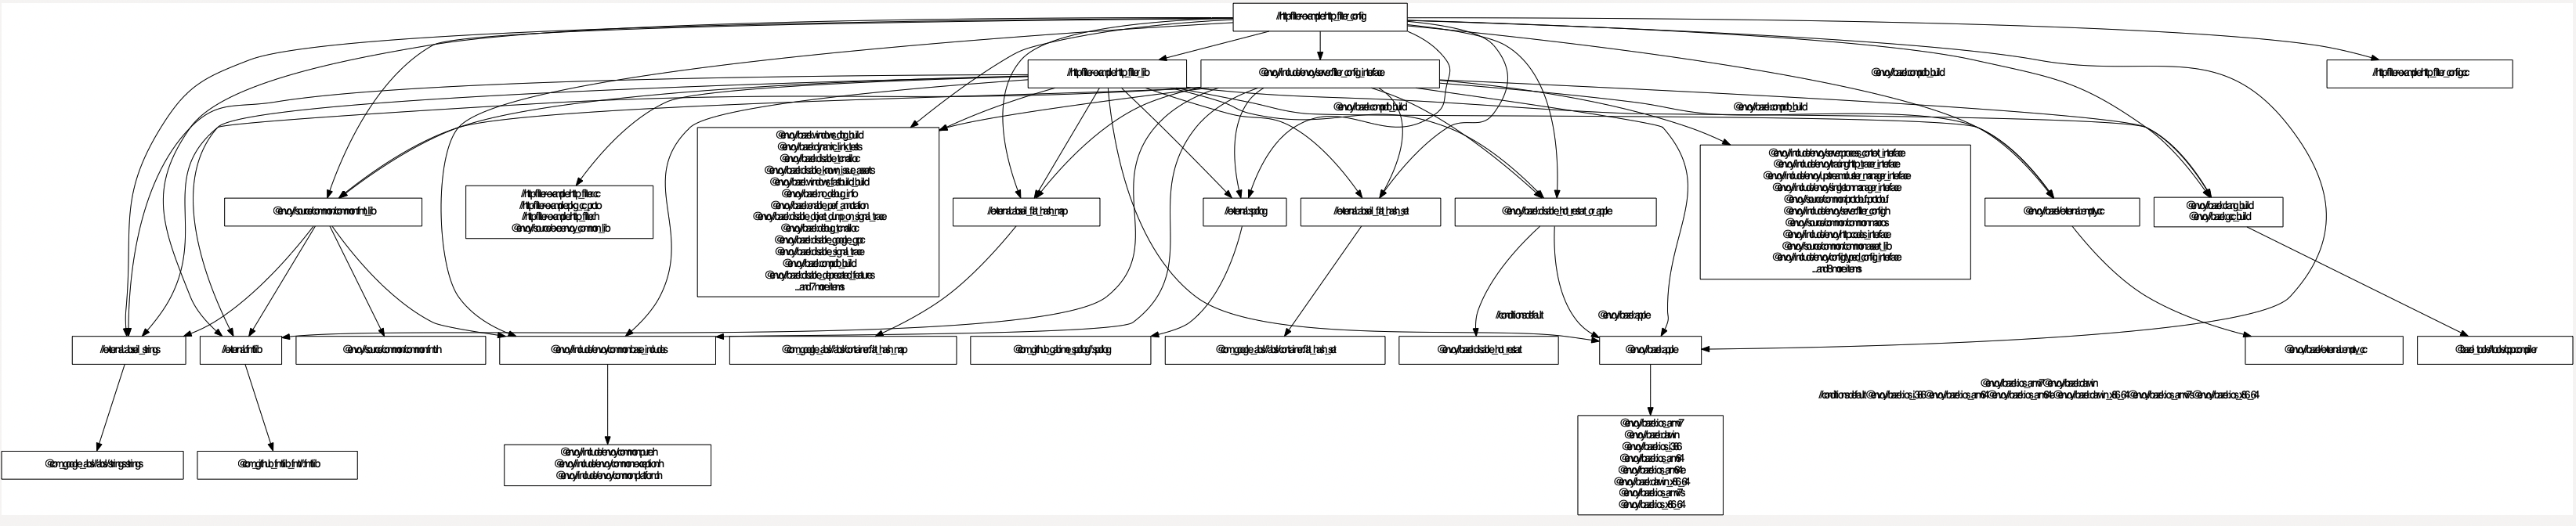 //http-filter-example:http_filter_config
//http-filter-example:http_filter_lib
@envoy//include/envoy/server:filter_config_interface
@envoy//bazel:compdb_build
//http-filter-example:http_filter_config.cc
@envoy//bazel:compdb_build
@envoy//bazel:compdb_build
@envoy//bazel:windows_dbg_build
@envoy//bazel:dynamic_link_tests
@envoy//bazel:disable_tcmalloc
@envoy//bazel:disable_known_issue_asserts
@envoy//bazel:windows_fastbuild_build
@envoy//bazel:no_debug_info
@envoy//bazel:enable_perf_annotation
@envoy//bazel:disable_object_dump_on_signal_trace
@envoy//bazel:debug_tcmalloc
@envoy//bazel:disable_google_grpc
@envoy//bazel:disable_signal_trace
@envoy//bazel:compdb_build
@envoy//bazel:disable_deprecated_features
...and 7 more items
@envoy//include/envoy/server:process_context_interface
@envoy//include/envoy/tracing:http_tracer_interface
@envoy//include/envoy/upstream:cluster_manager_interface
@envoy//include/envoy/singleton:manager_interface
@envoy//source/common/protobuf:protobuf
@envoy//include/envoy/server:filter_config.h
@envoy//source/common/common:macros
@envoy//include/envoy/http:codes_interface
@envoy//source/common/common:assert_lib
@envoy//include/envoy/config:typed_config_interface
...and 8 more items
//http-filter-example:http_filter.cc
//http-filter-example:pkg_cc_proto
//http-filter-example:http_filter.h
@envoy//source/exe:envoy_common_lib
@envoy//source/common/common:fmt_lib
//external:abseil_flat_hash_map
//external:spdlog
//external:abseil_flat_hash_set
@envoy//bazel:disable_hot_restart_or_apple
@envoy//bazel/external:empty.cc
@envoy//bazel:clang_build
@envoy//bazel:gcc_build
//conditions:default
@envoy//bazel:apple
//external:abseil_strings
//external:fmtlib
@envoy//source/common/common:fmt.h
@envoy//include/envoy/common:base_includes
@com_google_absl//absl/container:flat_hash_map
@com_github_gabime_spdlog//:spdlog
@com_google_absl//absl/container:flat_hash_set
@envoy//bazel:disable_hot_restart
@envoy//bazel:apple
@envoy//bazel/external:empty_cc
@bazel_tools//tools/cpp:compiler
@envoy//bazel:ios_armv7@envoy//bazel:darwin
//conditions:default@envoy//bazel:ios_i386@envoy//bazel:ios_arm64@envoy//bazel:ios_arm64e@envoy//bazel:darwin_x86_64@envoy//bazel:ios_armv7s@envoy//bazel:ios_x86_64
@com_google_absl//absl/strings:strings
@com_github_fmtlib_fmt//:fmtlib
@envoy//include/envoy/common:pure.h
@envoy//include/envoy/common:exception.h
@envoy//include/envoy/common:platform.h
@envoy//bazel:ios_armv7
@envoy//bazel:darwin
@envoy//bazel:ios_i386
@envoy//bazel:ios_arm64
@envoy//bazel:ios_arm64e
@envoy//bazel:darwin_x86_64
@envoy//bazel:ios_armv7s
@envoy//bazel:ios_x86_64